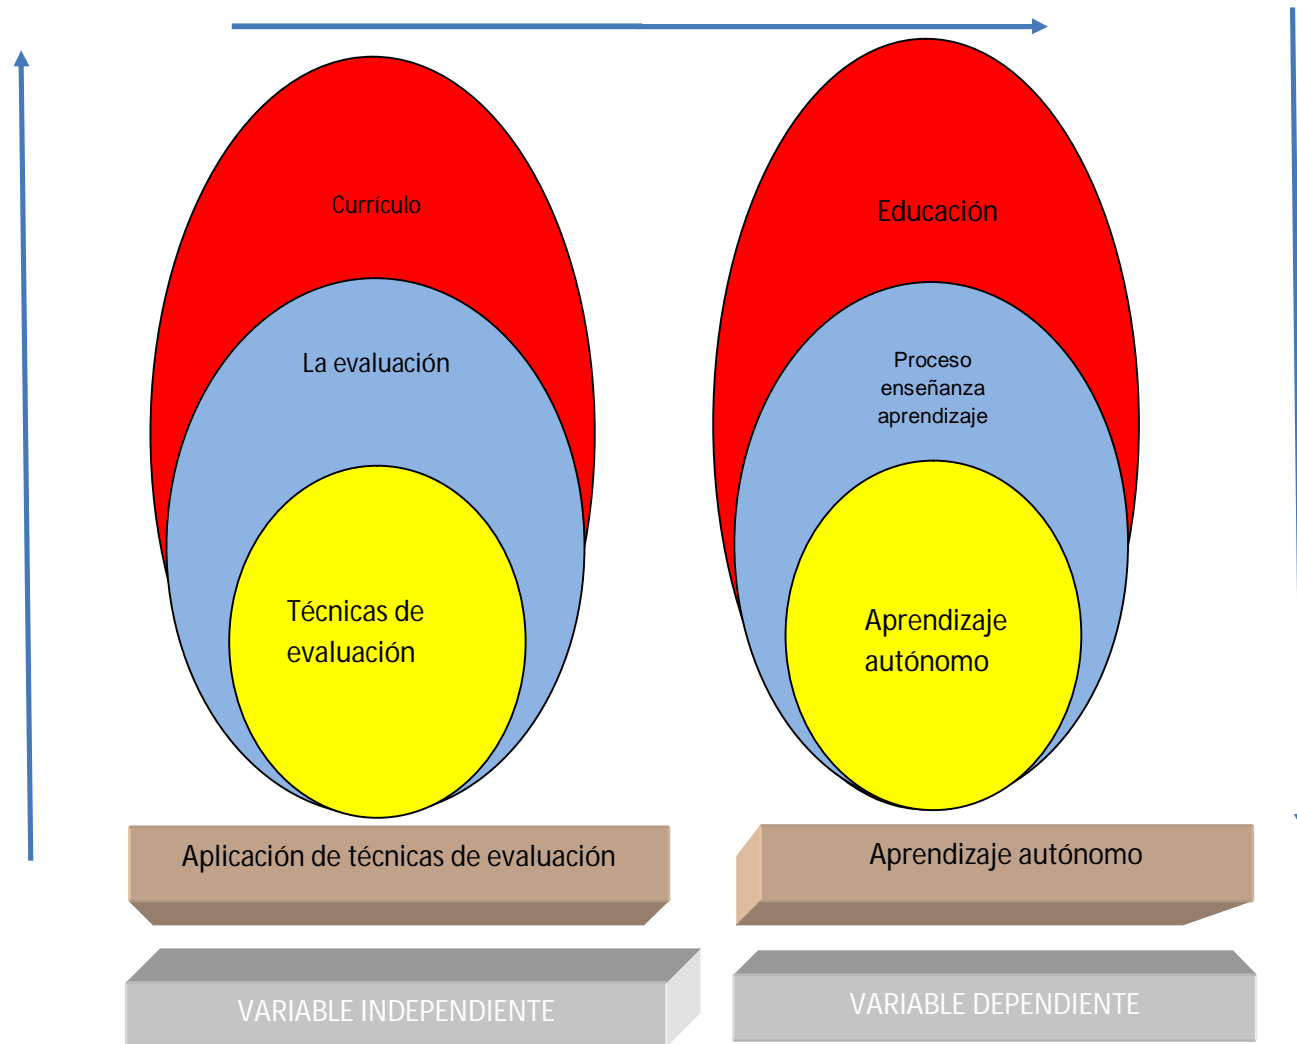 Currículo
Educación
La evaluación
Proceso
enseñanza
aprendizaje
Técnicas de
evaluación
Aprendizaje
autónomo
Aplicación de técnicas de evaluación
Aprendizaje autónomo
VARIABLE INDEPENDIENTE
VARIABLE DEPENDIENTE